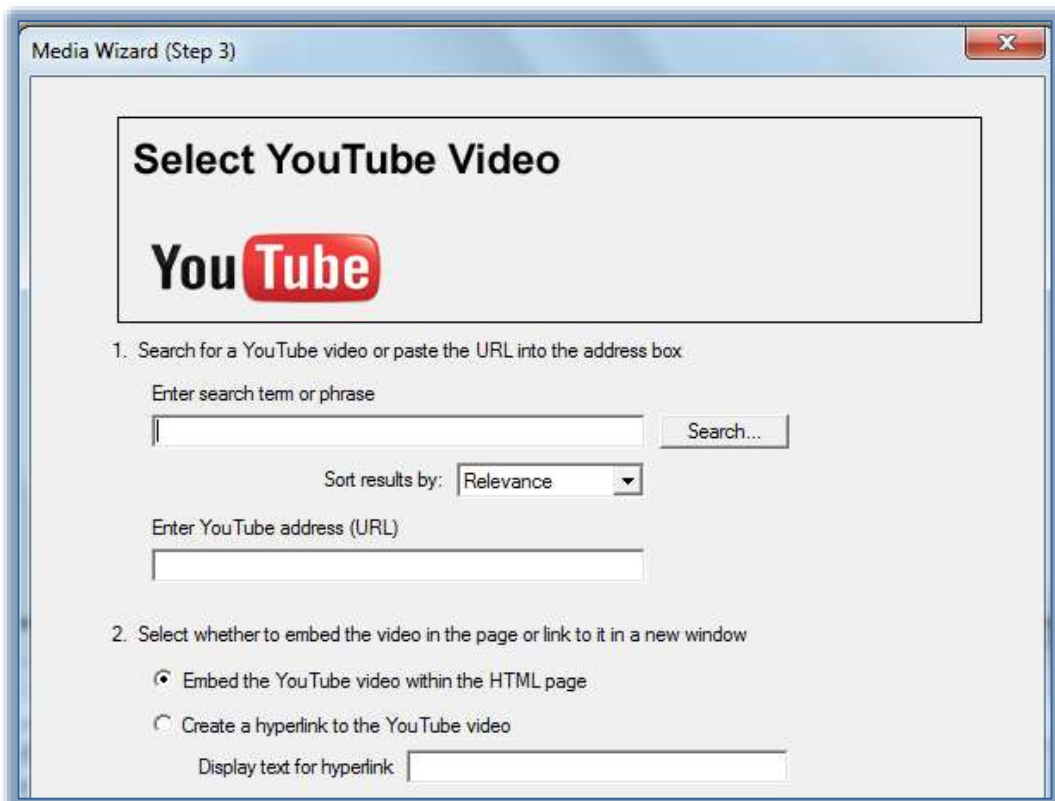 Media Wizard (Step 3)
X
Select YouTube Video
YouTube
1. Search for a YouTube video or paste the URL into the address box
Enter search term or phrase
Search...
Sort results by: Relevance
Enter YouTube address (URL)
2. Select whether to embed the video in the page or link to it in a new window
Embed the YouTube video within the HTML page
Create a hyperlink to the YouTube video
Display text for hyperlink